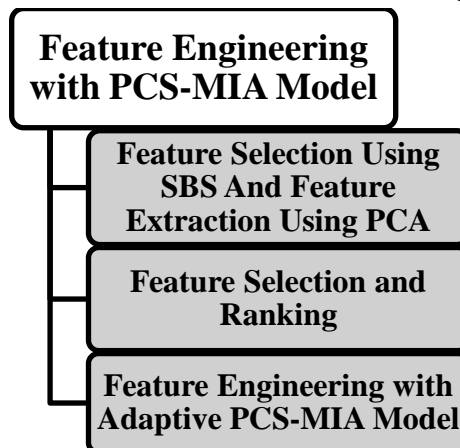 Feature Engineering
with PCS-MIA Model
Feature Selection Using
SBS And Feature
Extraction Using PCA
Feature Selection and
Ranking
Feature Engineering with
Adaptive PCS-MIA Model